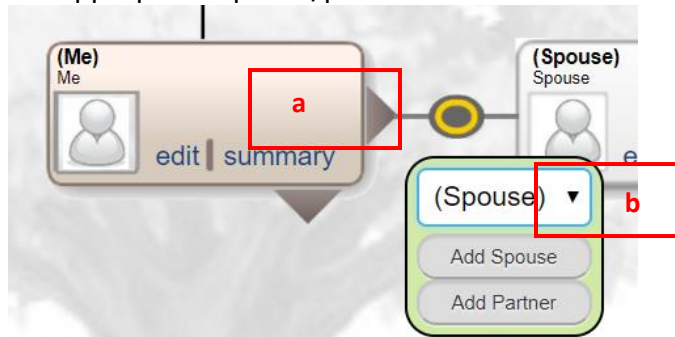 (Me)
Me
a
edit summary
(Spouse)
Spouse
(Spouse) ▼
b
Add Spouse
Add Partner